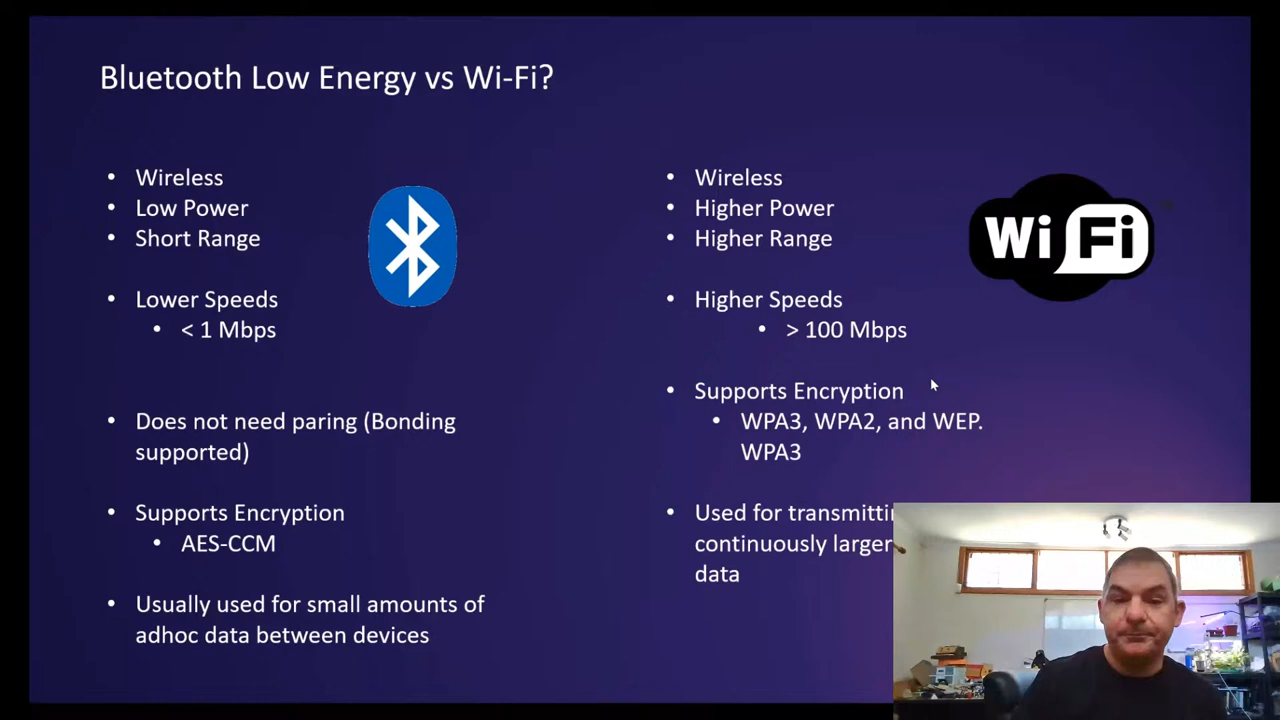 Bluetooth Low Energy vs Wi-Fi?
• Wireless
• Low Power
• Short Range
• Lower Speeds
• < 1 Mbps
• Does not need paring (Bonding
supported)
• Supports Encryption
• AES-CCM
• Usually used for small amounts of
adhoc data between devices
• Wireless
• Higher Power
• Higher Range
• Higher Speeds
• > 100 Mbps
• Supports Encryption
• WPA3, WPA2, and WEP.
WPA3
• Used for
continuously larger
data
Wi Fi